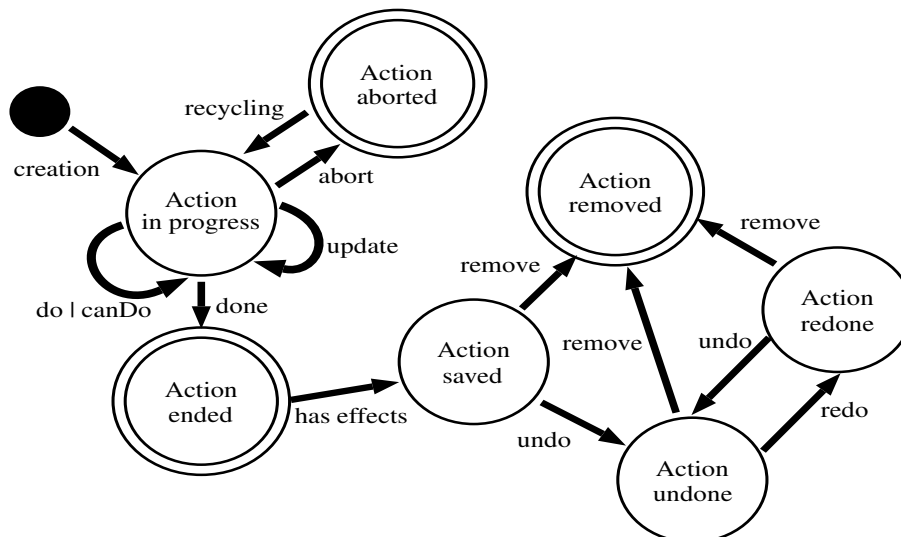 Action
aborted
recycling
creation
abort
Action
in progress
update
do | canDo
done
Action
removed
remove
remove
Action
redone
Action
saved
remove
undo
Action
ended
has effects
undo
redo
Action
undone